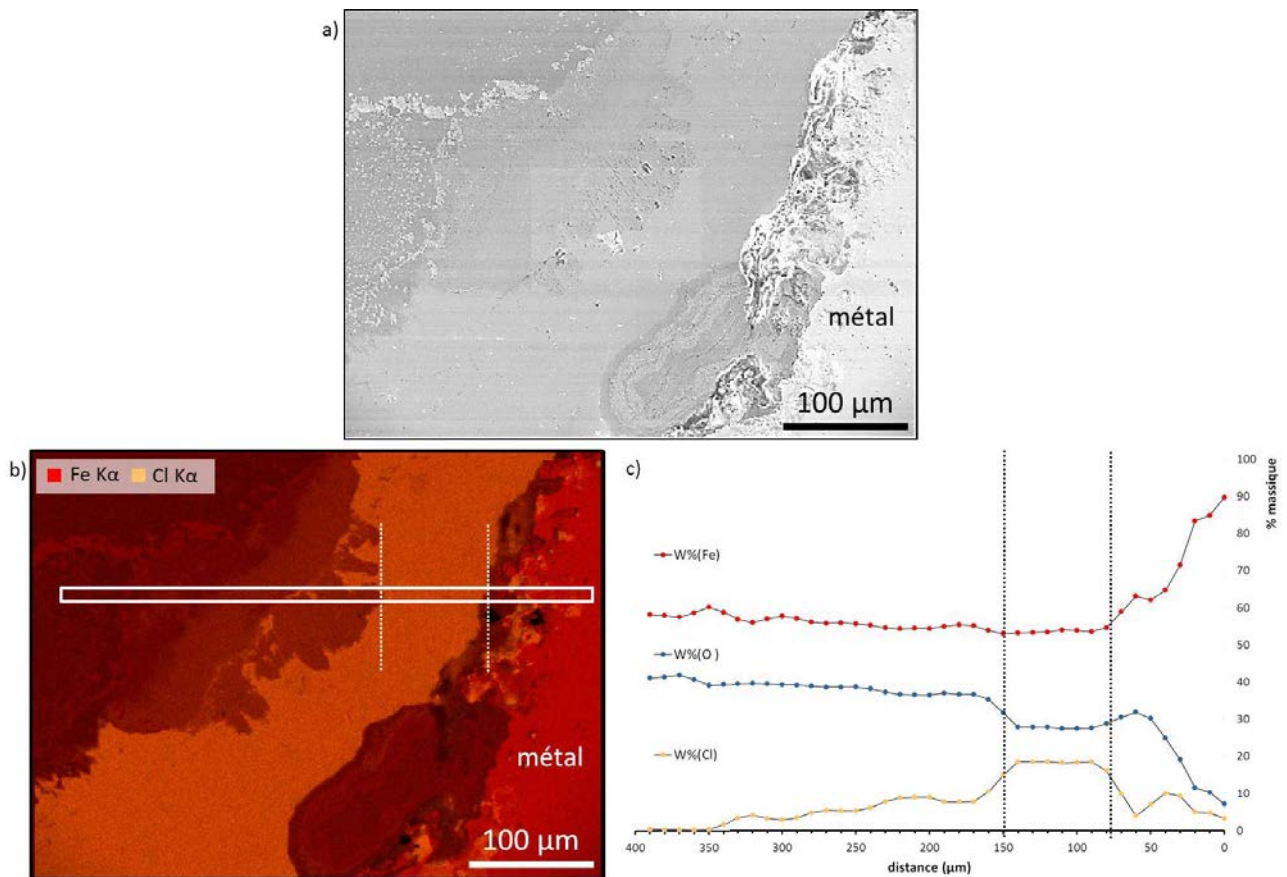 a)
métal
100 µm
b)
Fe Kα Cl Kα
métal
100 µm
c)
W%(Fe)
W%(O )
W%(Cl)
100
90
80
70
60
50
40
30
20
10
0
% massique
400 350 300 250 200 150 100 50 0
distance (µm)